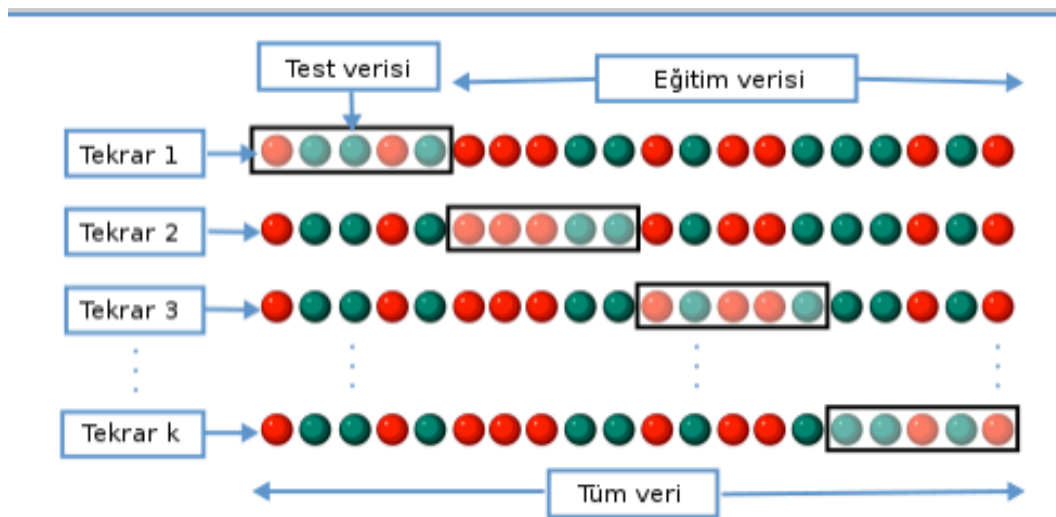 Test verisi
Eğitim verisi
Tekrar 1
Tekrar 2
Tekrar 3
Tekrar k
Tüm veri